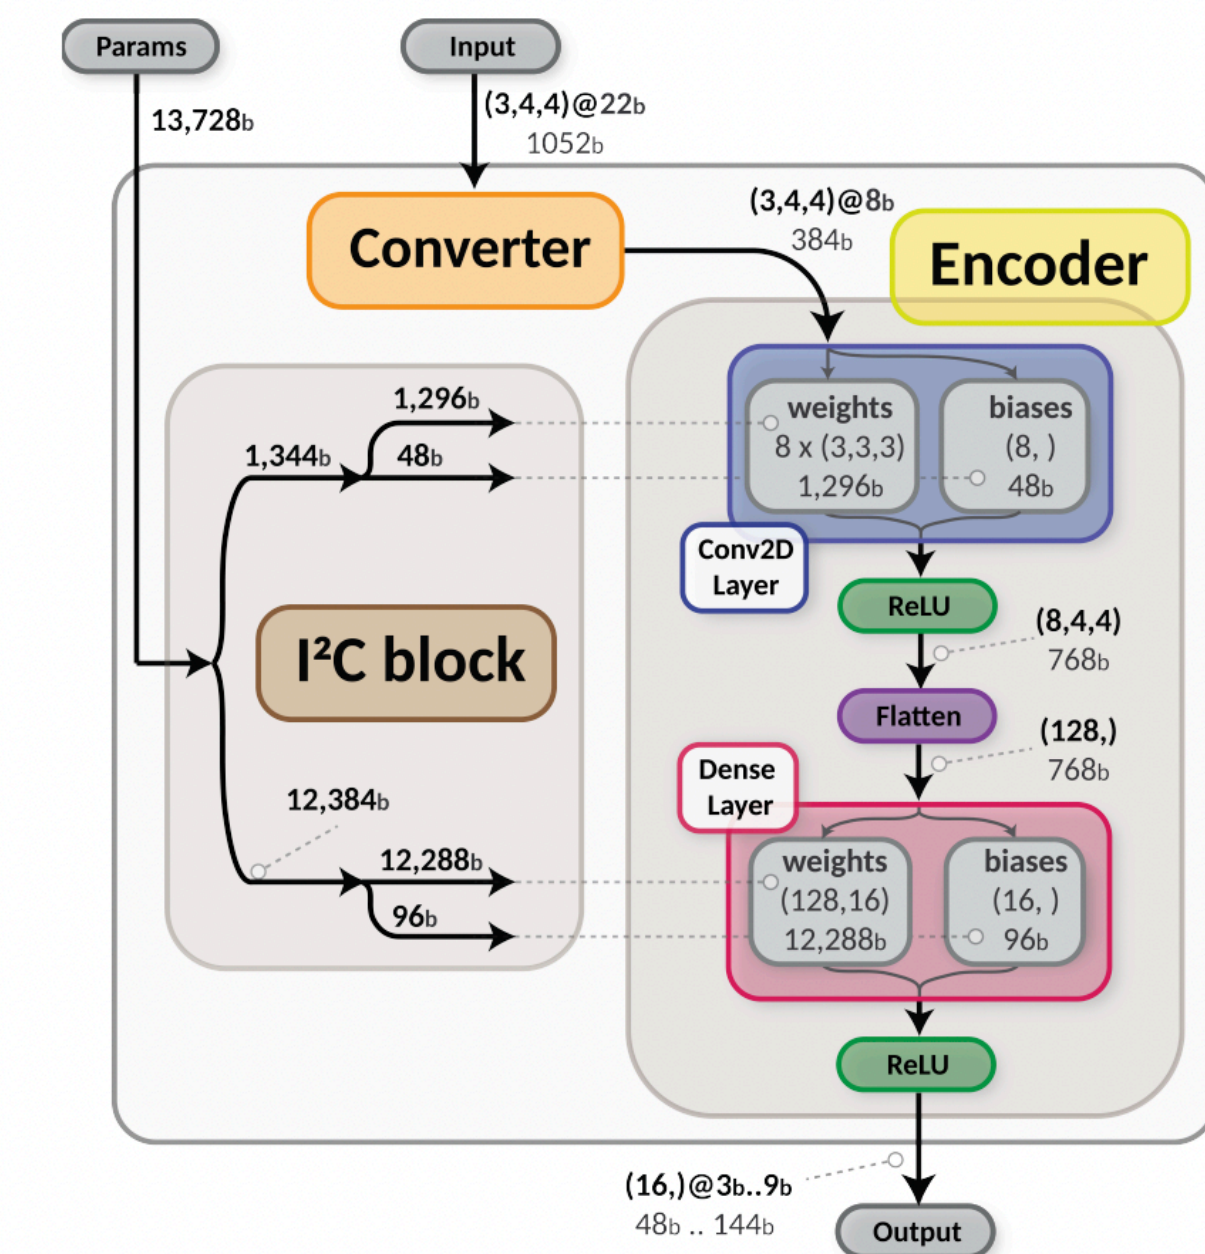 Params
Input
13,728b
(3,4,4)@22b
1052b
Converter
(3,4,4)@8b
384b
Encoder
1,296b
1,344b
48b
weights
8 x (3,3,3)
1,296b
biases
(8, )
48b
Conv2D
Layer
ReLU
(8,4,4)
768b
I²C block
Flatten
(128,)
768b
Dense
Layer
12,384b
12,288b
96b
weights
(128,16)
12,288b
biases
(16, )
96b
ReLU
(16,)@3b..9b
48b .. 144b
Output